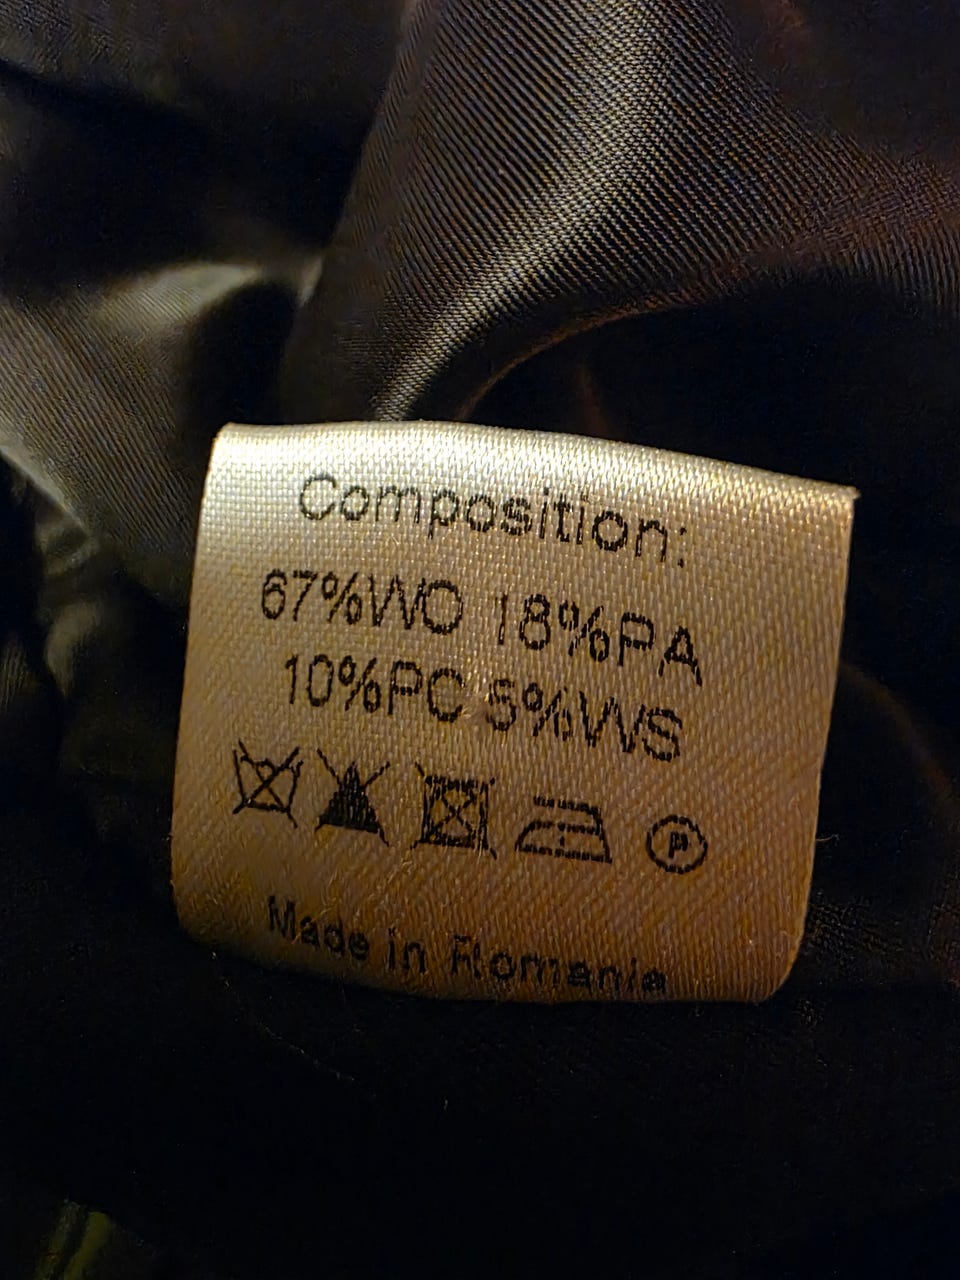 Composition:
67%WO 18%PA
10%PC 5%WS
P
Made in Romania